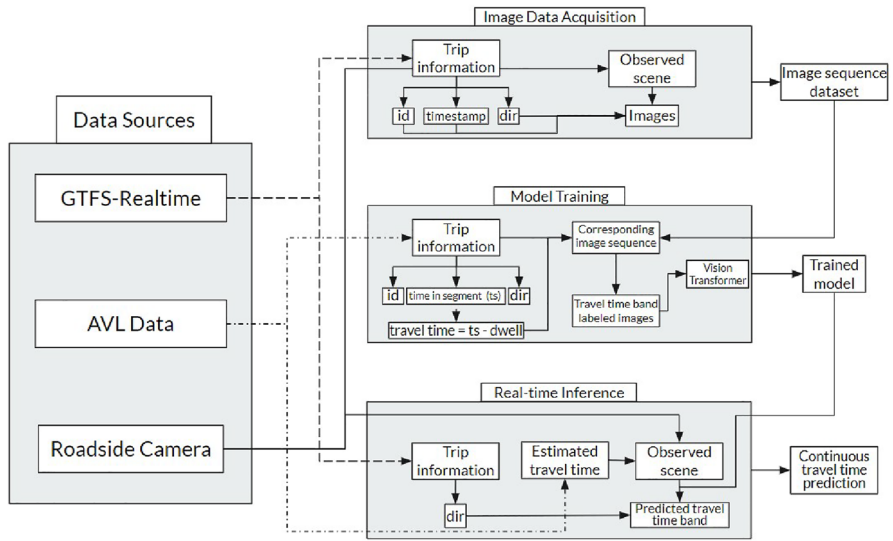 Data Sources
GTFS-Realtime
AVL Data
Roadside Camera
Image Data Acquisition
Trip
information
id
timestamp
dir
Observed
scene
Images
Image sequence
dataset
Model Training
Trip
information
id
time in segment (ts)
dir
travel time = ts - dwell
Corresponding
image sequence
Travel time band
labeled images
Vision
Transformer
Trained
model
Real-time Inference
Trip
information
dir
Estimated
travel time
Observed
scene
Predicted travel
time band
Continuous
travel time
prediction